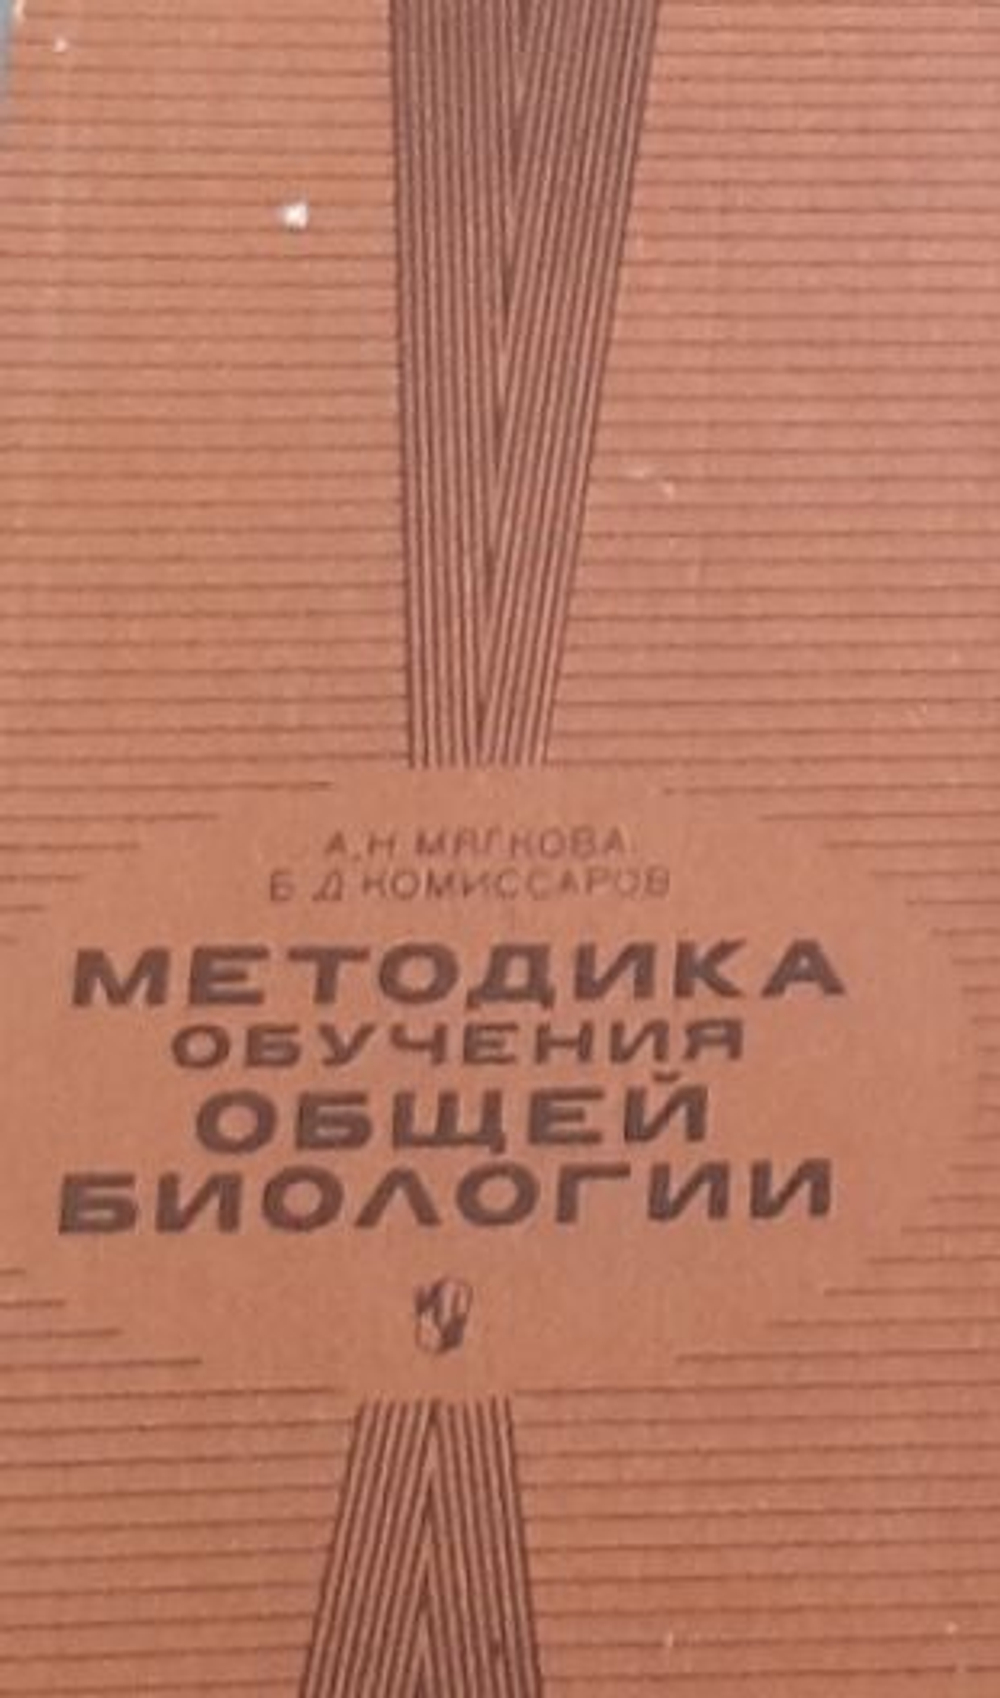 А.Н МЯГКОВА,
Б Д КОМИССАРОВ
МЕТОДИКА
ОБУЧЕНИЯ
ОБЩЕЙ
БИОЛОГИИ